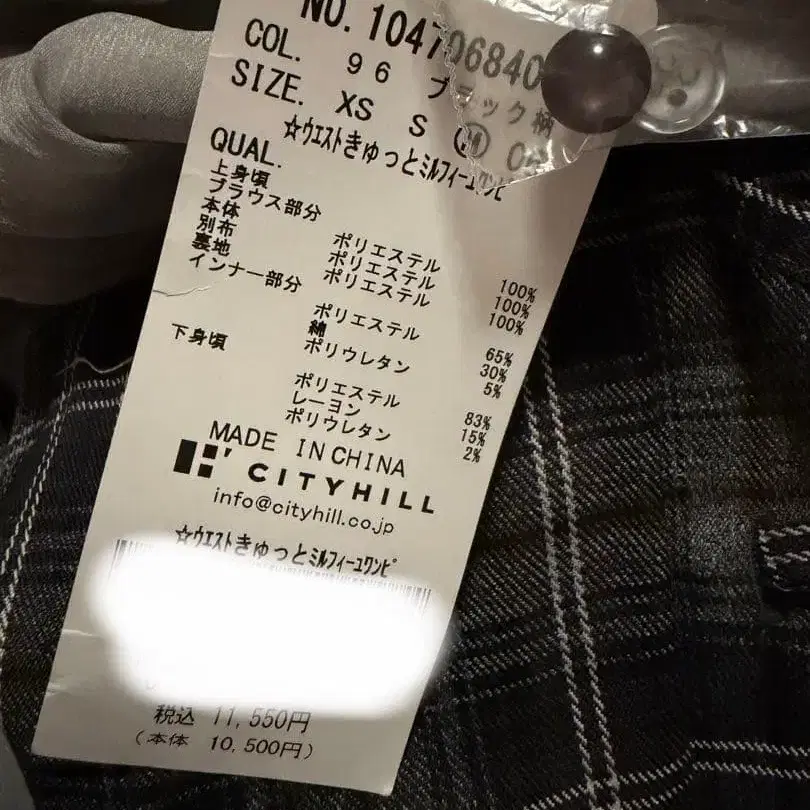 NO. 104706840
COL. 96 ブラック柄
SIZE. XS S M
☆ｳｴｽﾄきゅっとﾐﾙﾌｨｰﾕﾜﾝﾋﾟ
QUAL.
上身頃
ブラウス部分
本体 ポリエステル 100%
別布 ポリエステル 100%
裏地 ポリエステル 100%
インナー部分
ポリエステル 65%
綿 30%
ポリウレタン 5%
下身頃
ポリエステル 83%
レーヨン 15%
ポリウレタン 2%
MADE IN CHINA
CITYHILL
info@cityhill.co.jp
☆ｳｴｽﾄきゅっとﾐﾙﾌｨｰﾕﾜﾝﾋﾟ
税込 11,550円
(本体 10,500円)